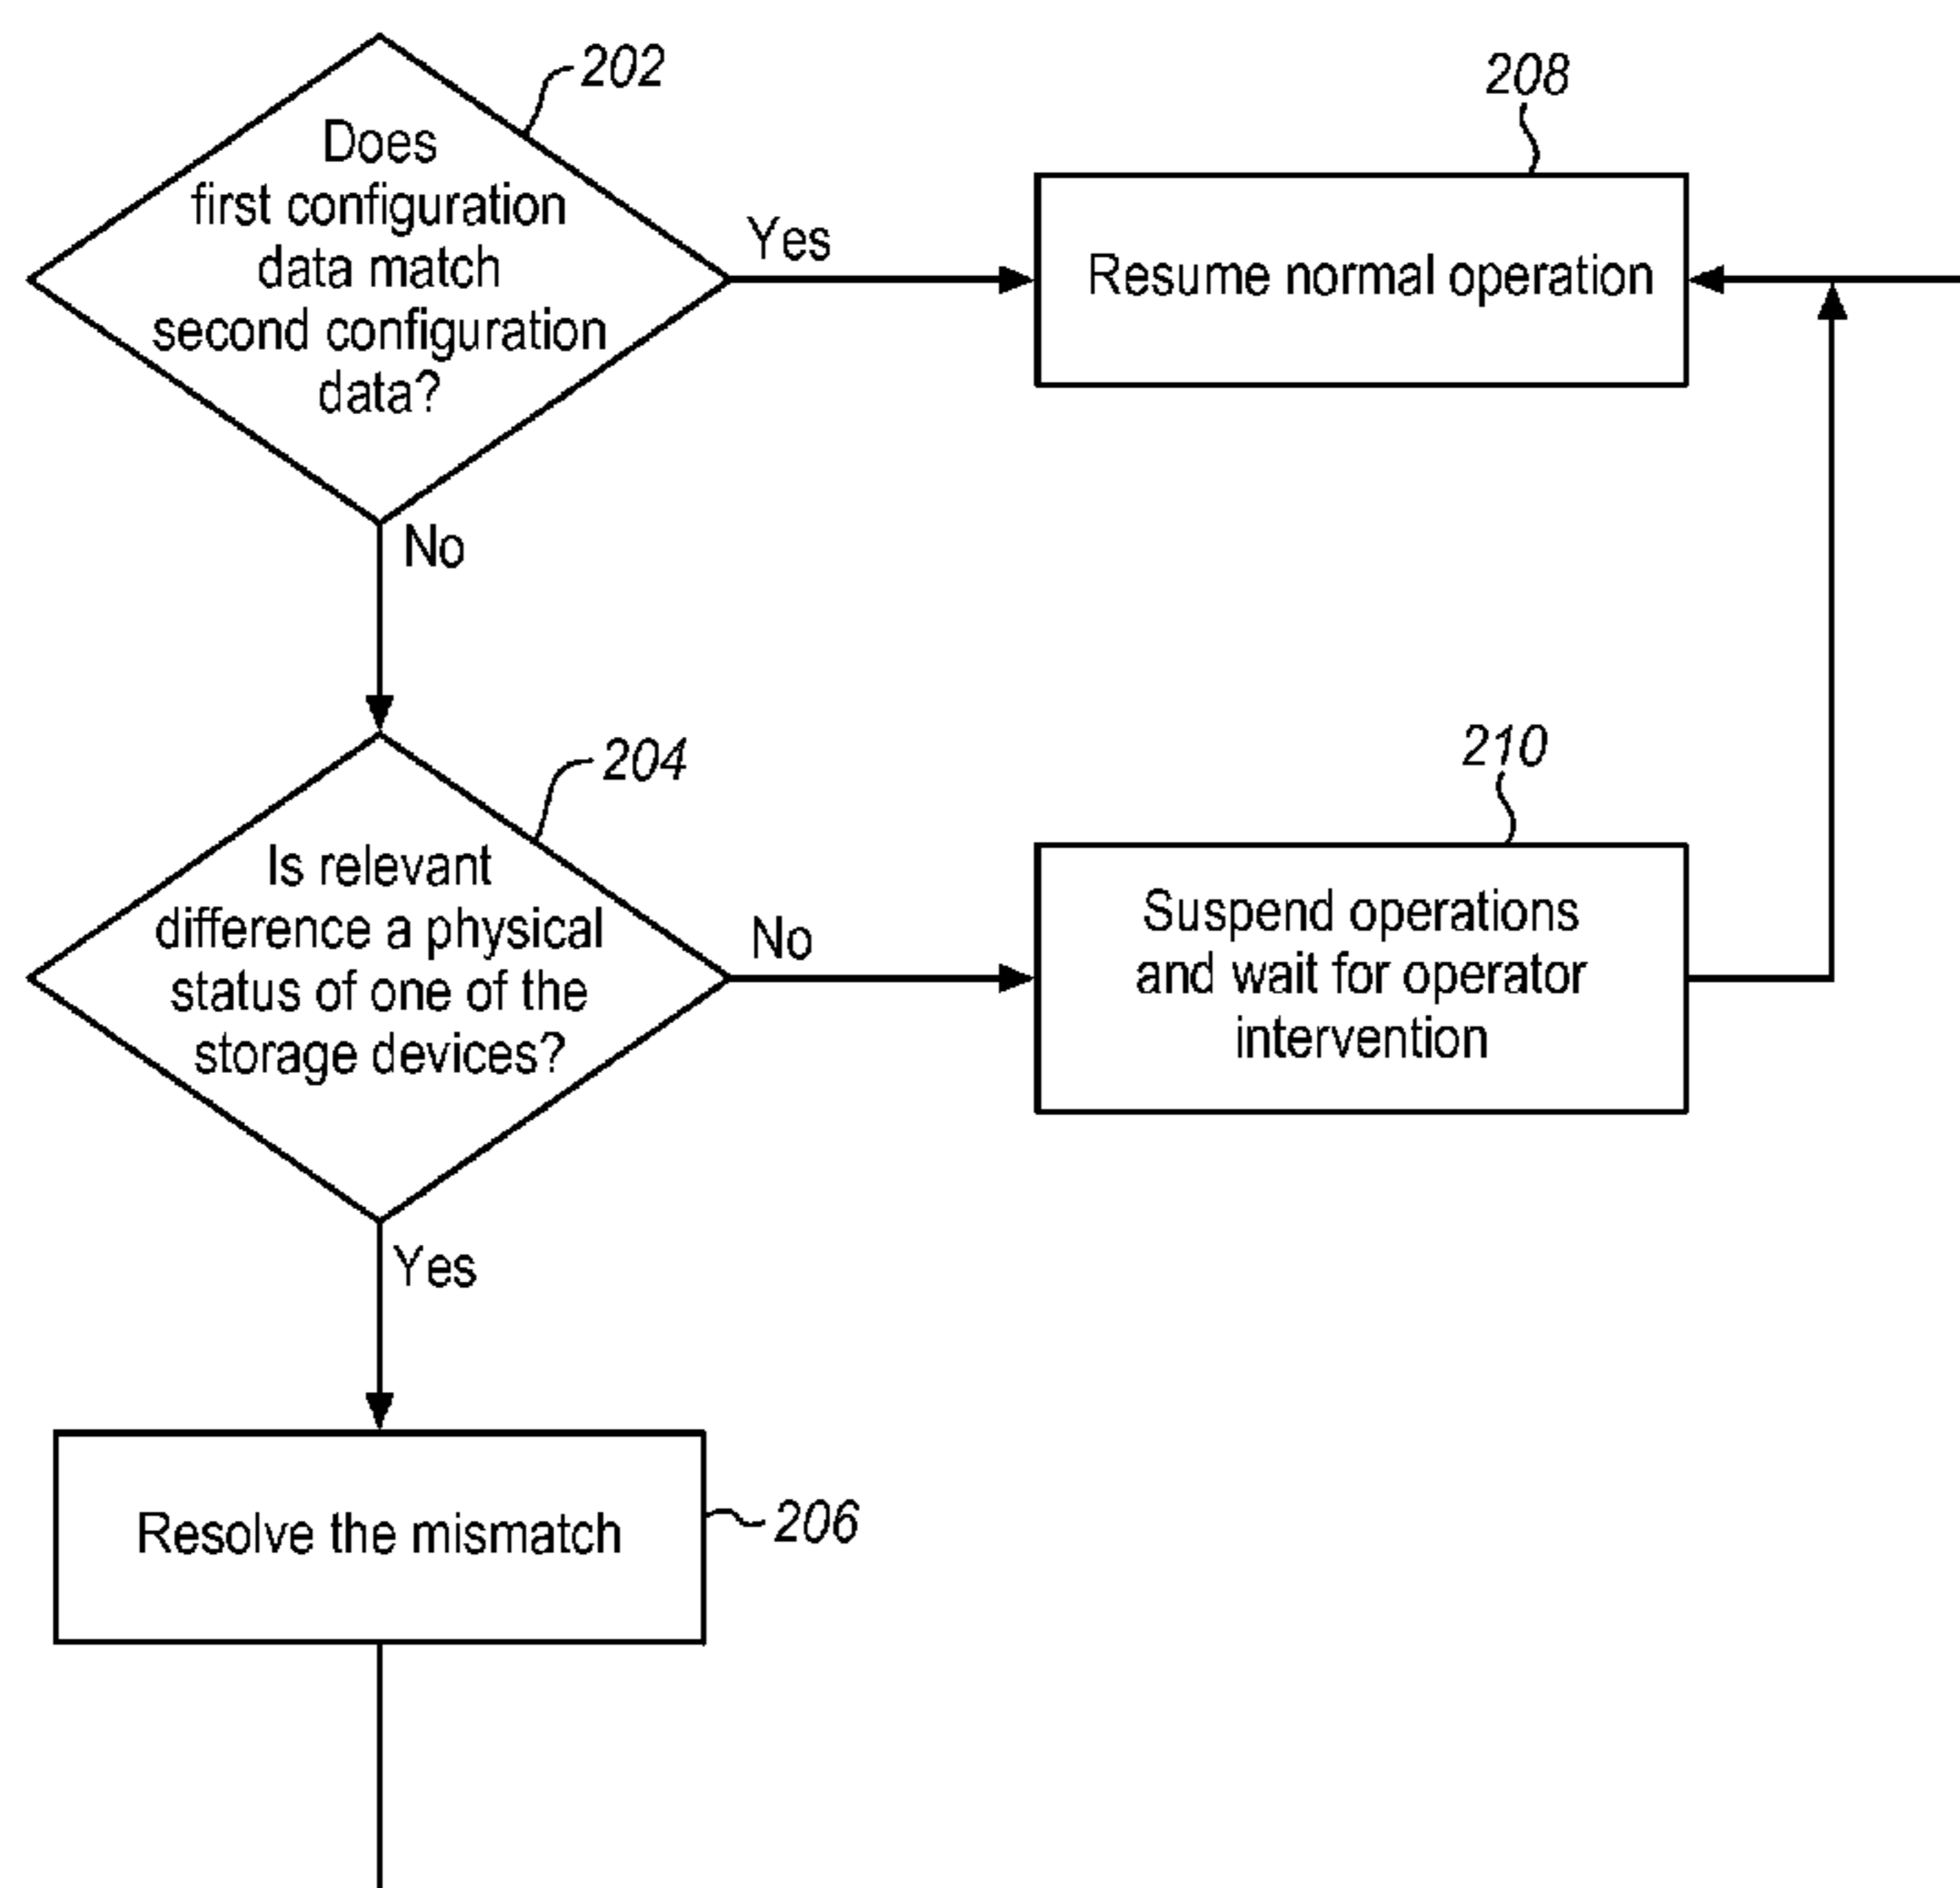 202
Does
first configuration
data match
second configuration
data?
Yes
208
Resume normal operation
No
204
Is relevant
difference a physical
status of one of the
storage devices?
No
210
Suspend operations
and wait for operator
intervention
Yes
Resolve the mismatch
206